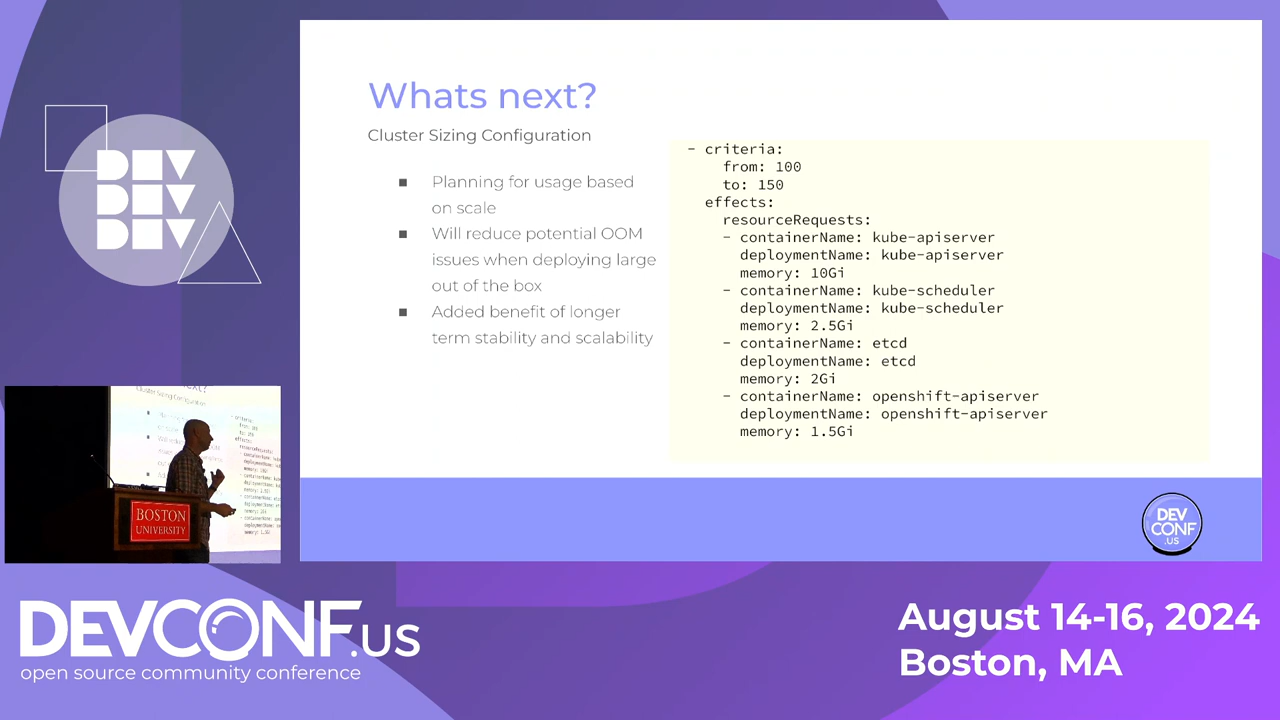 DEV
DEV
DEV
Whats next?
Cluster Sizing Configuration
■ Planning for usage based
on scale
■ Will reduce potential OOM
issues when deploying large
out of the box
■ Added benefit of longer
term stability and scalability
- criteria:
from: 100
to: 150
effects:
resourceRequests:
- containerName: kube-apiserver
deploymentName: kube-apiserver
memory: 10Gi
- containerName: kube-scheduler
deploymentName: kube-scheduler
memory: 2.5Gi
- containerName: etcd
deploymentName: etcd
memory: 2Gi
- containerName: openshift-apiserver
deploymentName: openshift-apiserver
memory: 1.5Gi
DEV
CONF
.US
Cluster Sizing Configuration
BOSTON
UNIVERSITY
DEVCONF.US
open source community conference
August 14-16, 2024
Boston, MA